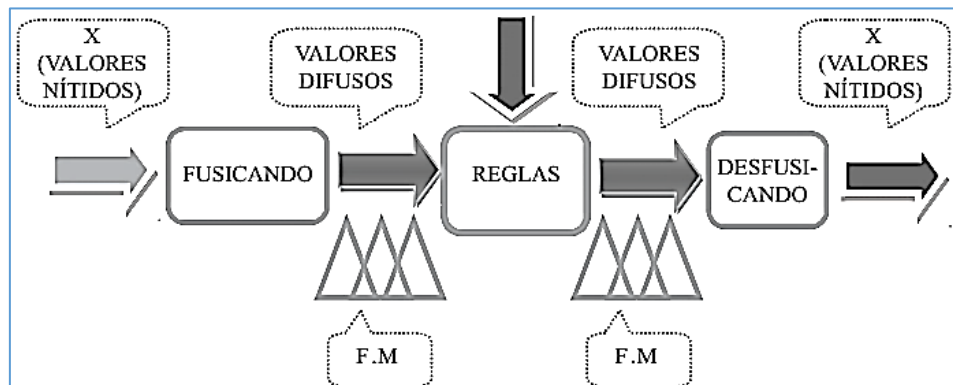 X
(VALORES
NÍTIDOS)
VALORES
DIFUSOS
VALORES
DIFUSOS
X
(VALORES
NÍTIDOS)
FUSICANDO
REGLAS
DESFUSI-
CANDO
F.M
F.M